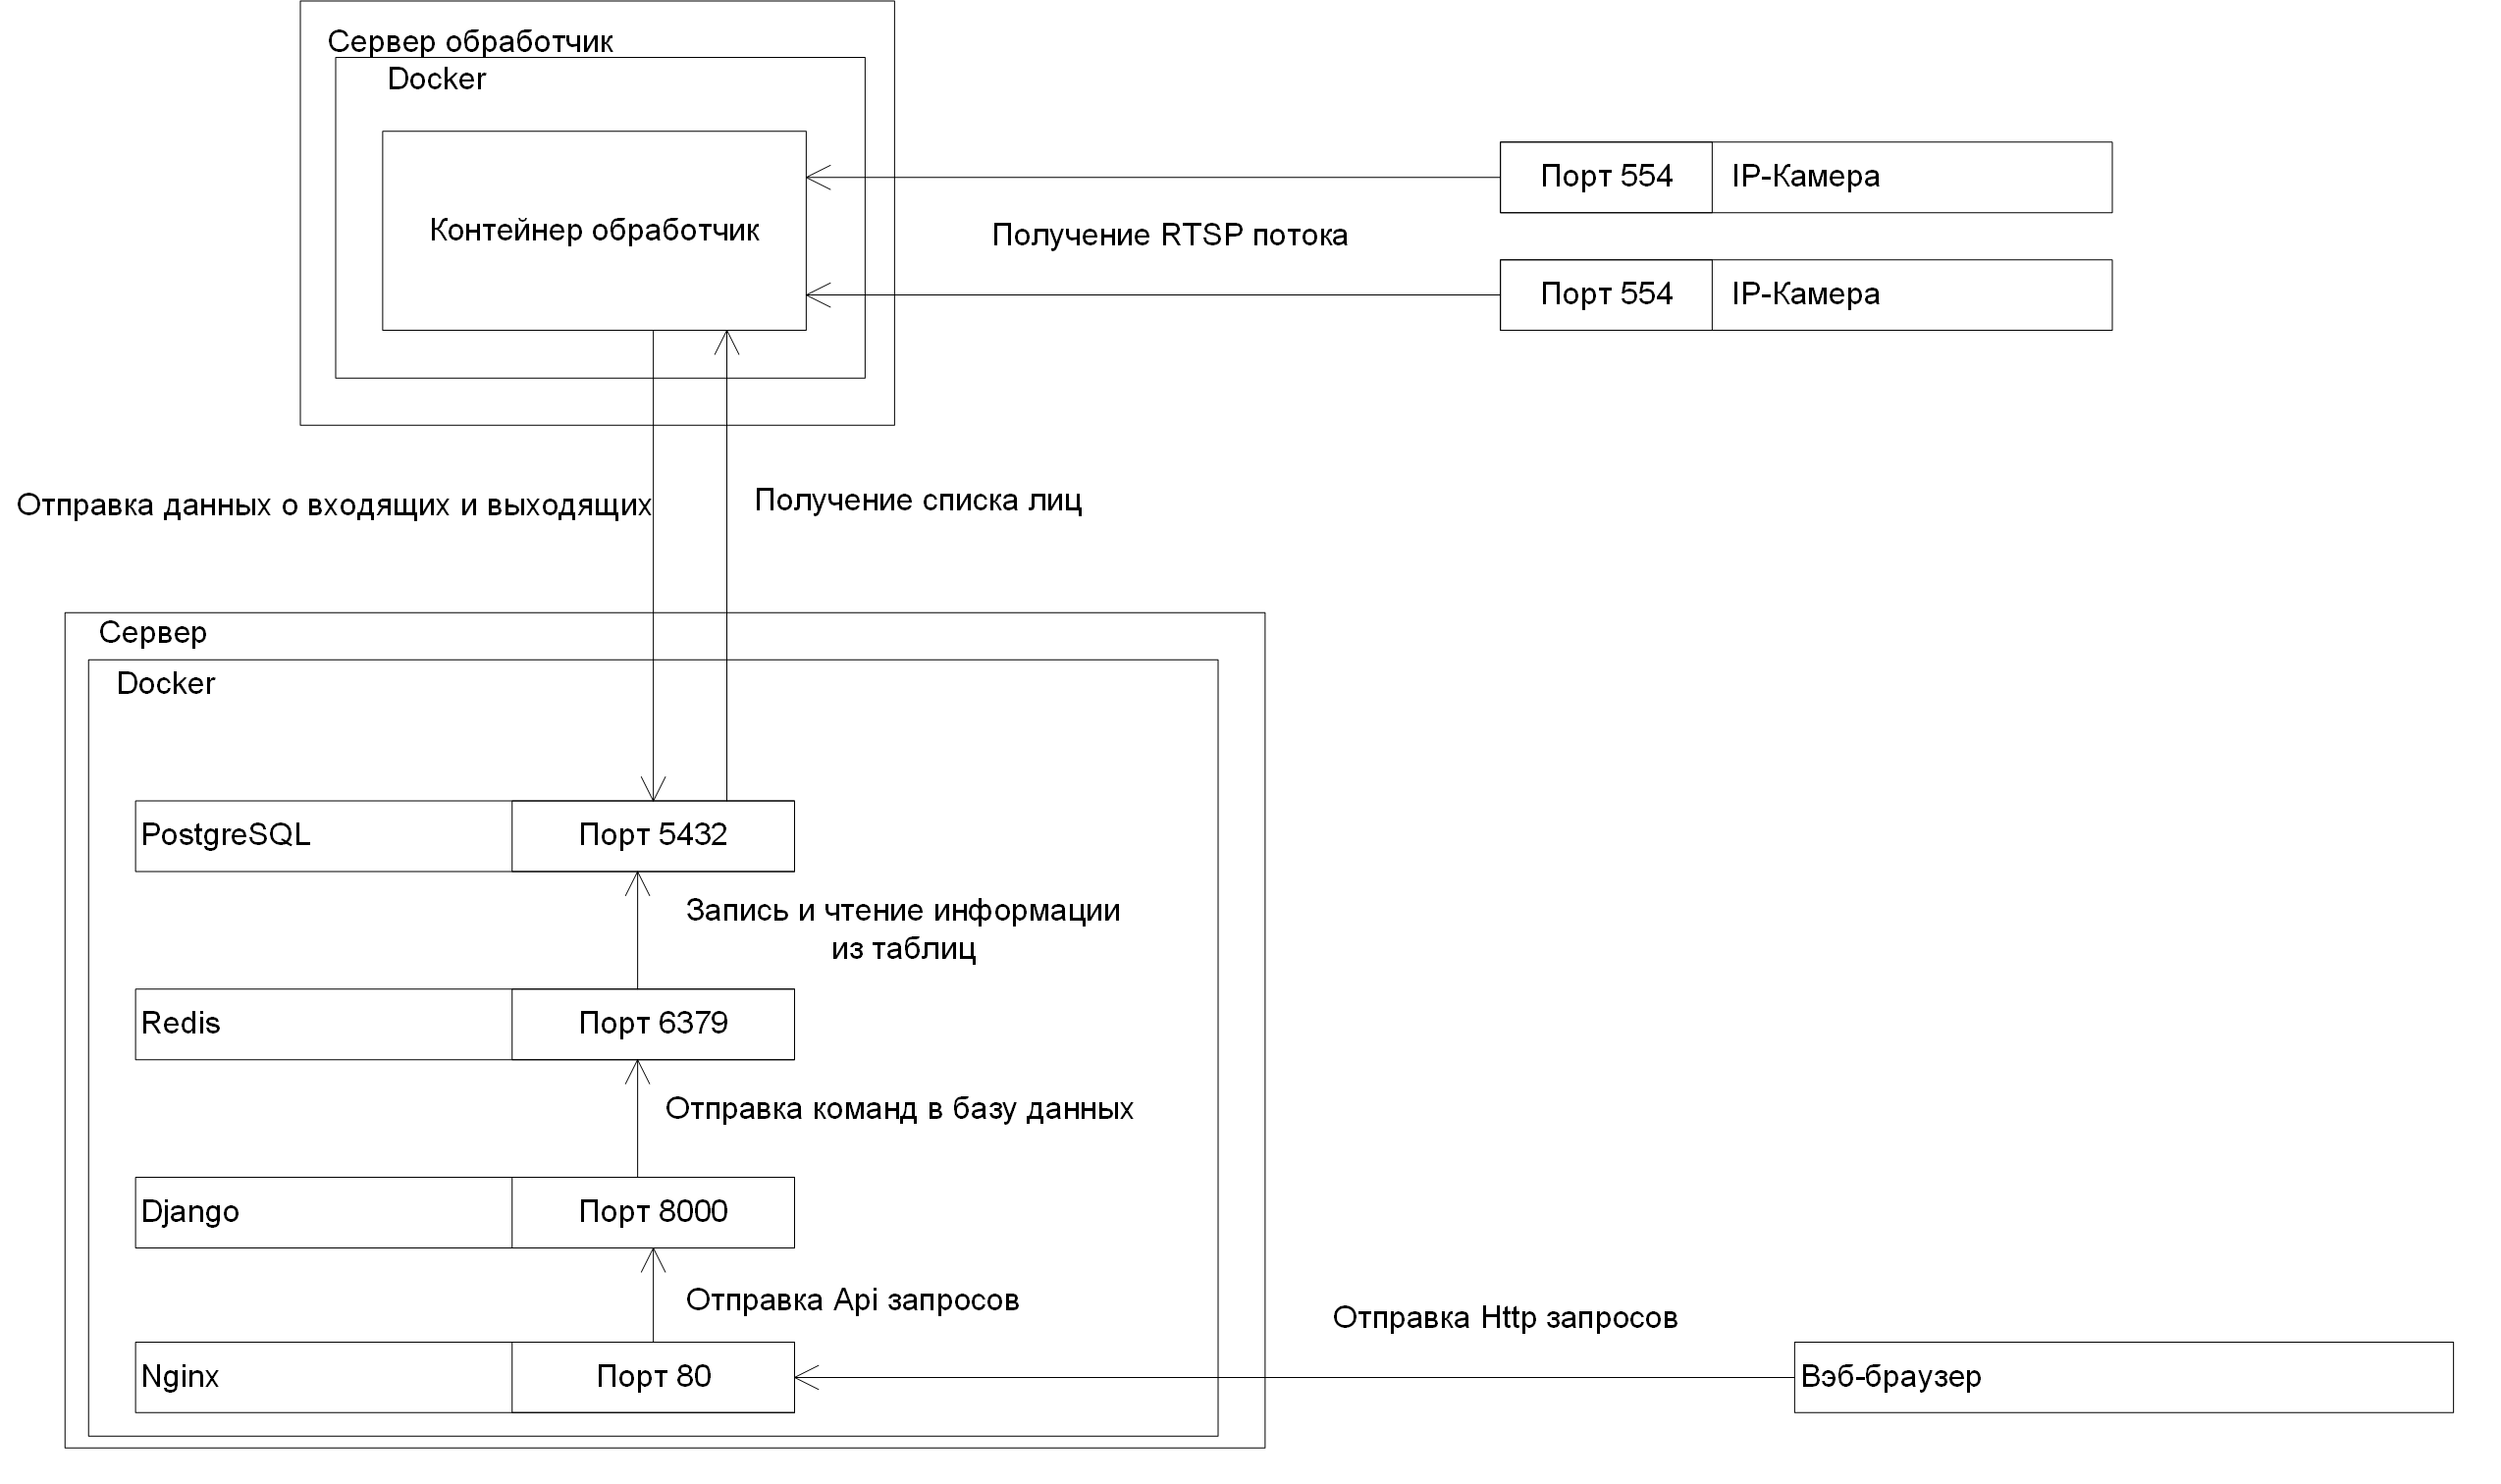 Сервер обработчик
Docker
Контейнер обработчик
Порт 554 IP-Камера
Получение RTSP потока
Порт 554 IP-Камера
Отправка данных о входящих и выходящих
Получение списка лиц
Сервер
Docker
PostgreSQL Порт 5432
Запись и чтение информации
из таблиц
Redis Порт 6379
Отправка команд в базу данных
Django Порт 8000
Отправка Api запросов
Отправка Http запросов
Nginx Порт 80
Вэб-браузер